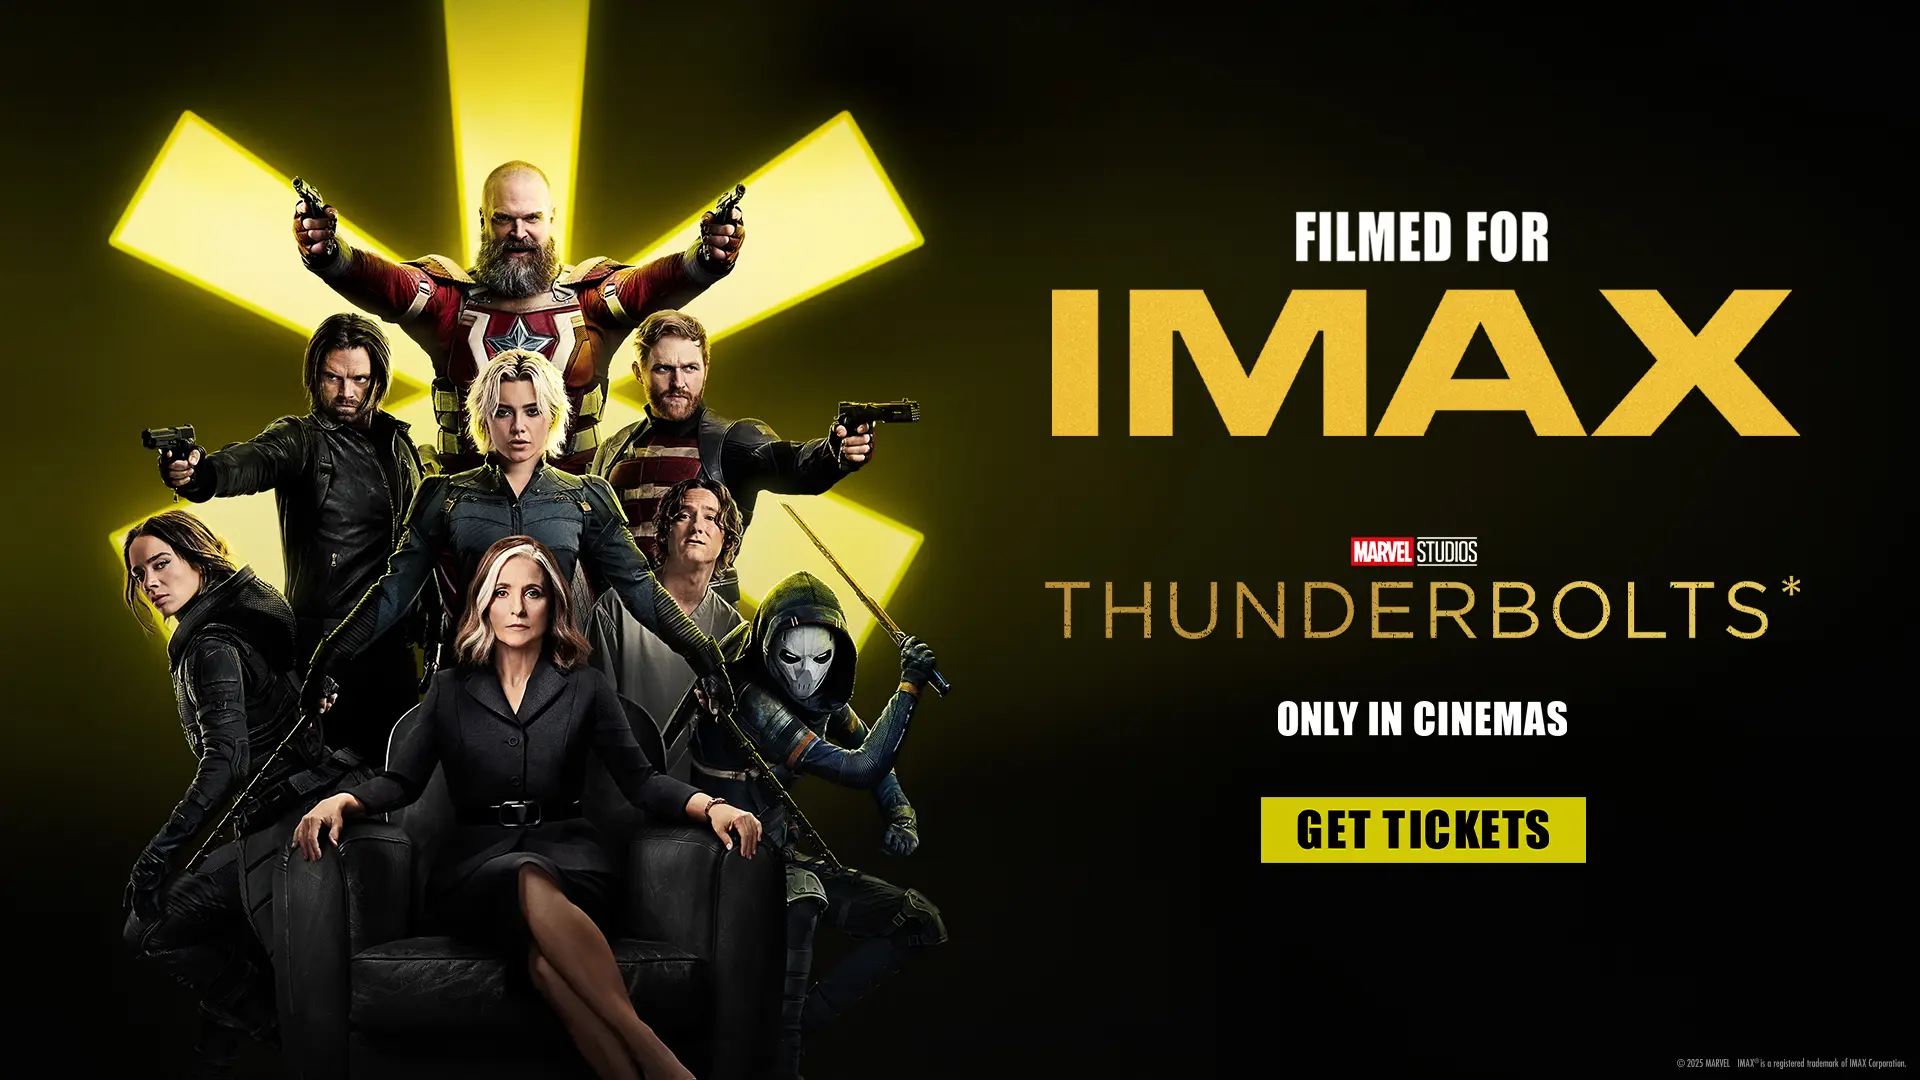 FILMED FOR
IMAX
MARVEL STUDIOS
THUNDERBOLTS*
ONLY IN CINEMAS
GET TICKETS
© 2025 MARVEL IMAX® is a registered trademark of IMAX Corporation.